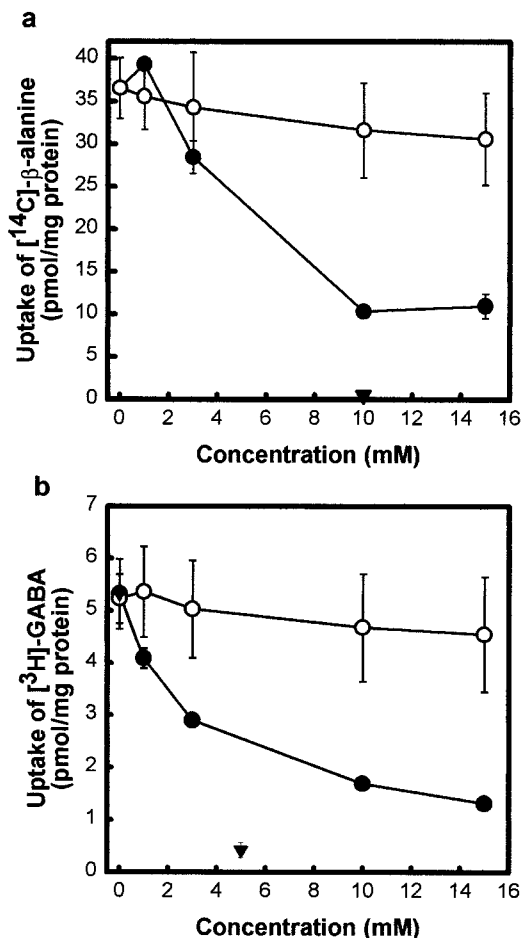 a
Uptake of [14C]-β-alanine
(pmol/mg protein)
40
35
30
25
20
15
10
5
0
0 2 4 6 8 10 12 14 16
Concentration (mM)
b
Uptake of [3H]-GABA
(pmol/mg protein)
7
6
5
4
3
2
1
0
0 2 4 6 8 10 12 14 16
Concentration (mM)